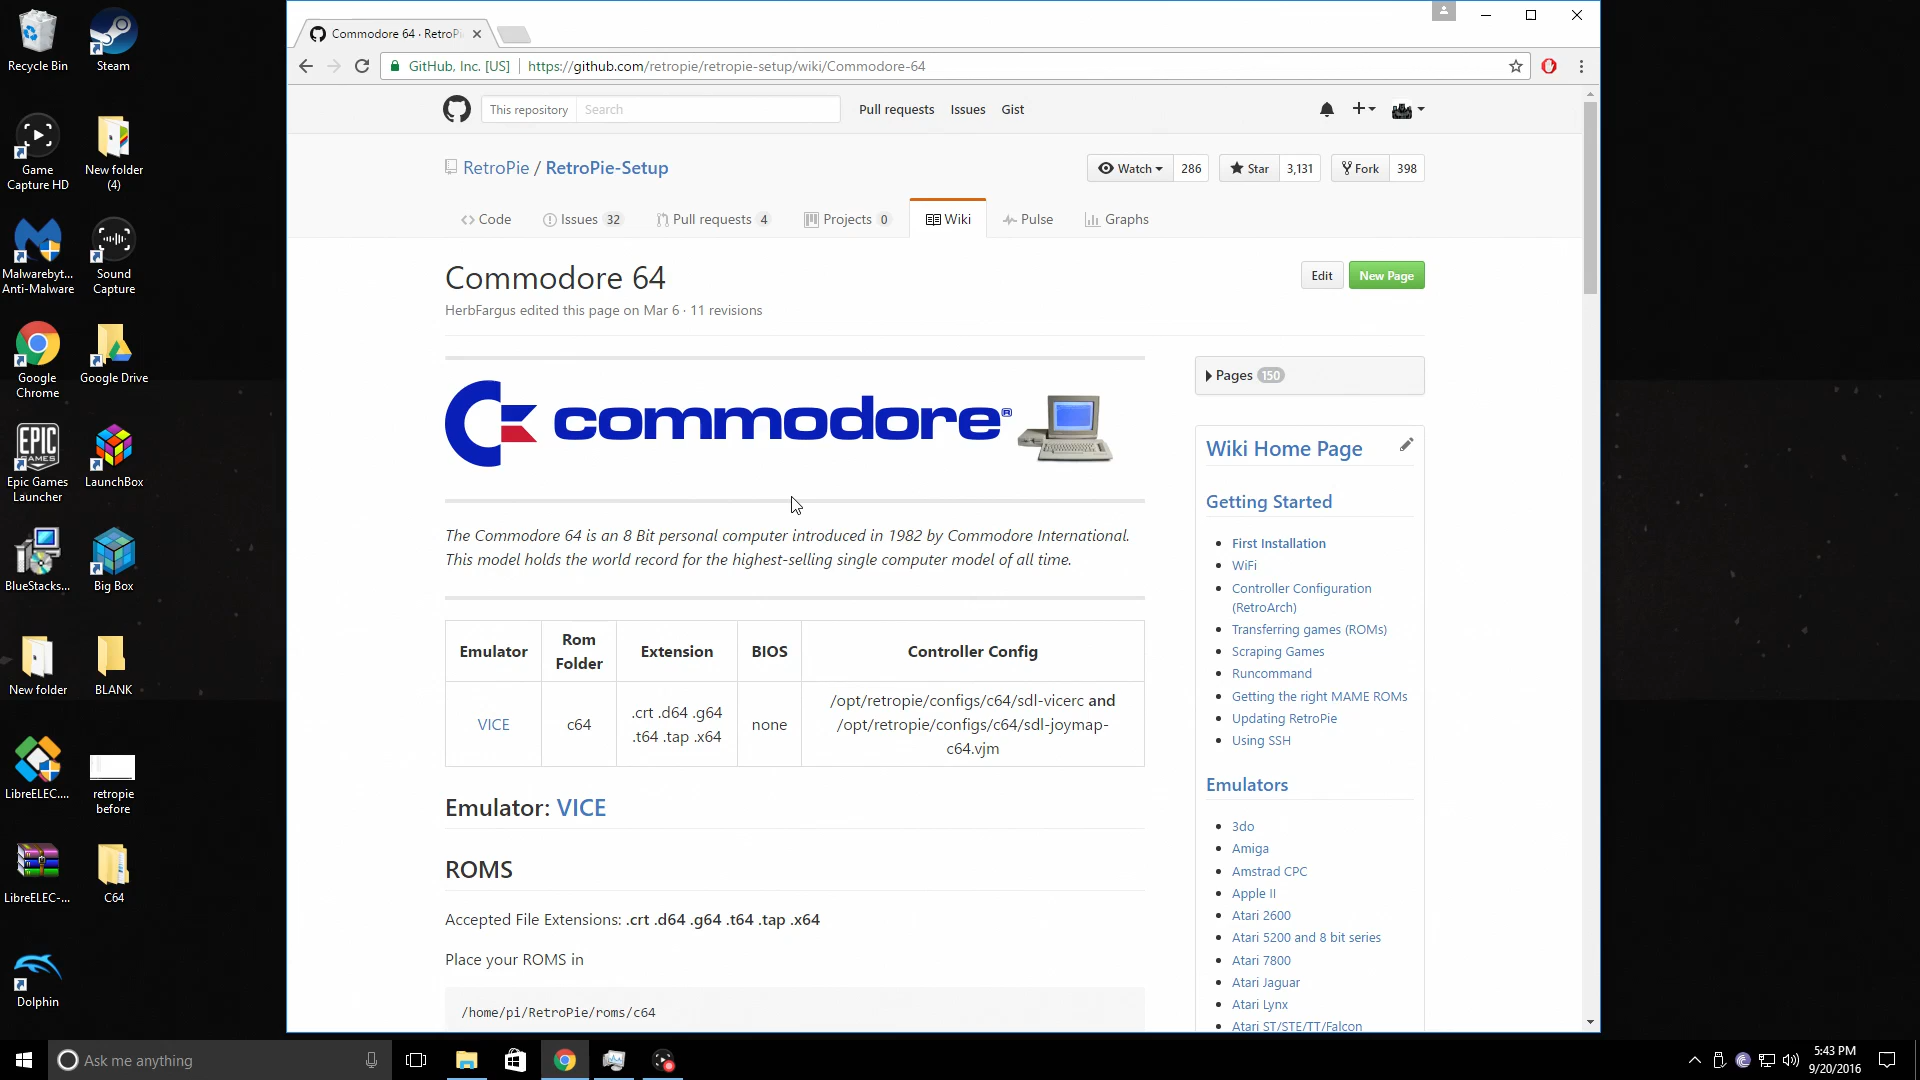 Recycle Bin
Steam
Game
Capture HD
New folder
(4)
Malwarebyt...
Anti-Malware
Sound
Capture
Google
Chrome
Google Drive
EPIC
GAMES
Epic Games
Launcher
LaunchBox
BlueStacks...
Big Box
New folder
BLANK
LibreELEC....
retropie
before
LibreELEC-...
C64
Dolphin
Commodore 64 · RetroPi
GitHub, Inc. [US]
https://github.com/retropie/retropie-setup/wiki/Commodore-64
This repository
Search
Pull requests
Issues
Gist
RetroPie / RetroPie-Setup
Watch
286
Star
3,131
Fork
398
Code
Issues 32
Pull requests 4
Projects 0
Wiki
Pulse
Graphs
Commodore 64
Edit
New Page
HerbFargus edited this page on Mar 6 · 11 revisions
commodore®
The Commodore 64 is an 8 Bit personal computer introduced in 1982 by Commodore International.
This model holds the world record for the highest-selling single computer model of all time.
Emulator
Rom
Folder
Extension
BIOS
Controller Config
VICE
c64
.crt .d64 .g64
.t64 .tap .x64
none
/opt/retropie/configs/c64/sdl-vicerc and
/opt/retropie/configs/c64/sdl-joymap-
c64.vjm
Emulator: VICE
ROMS
Accepted File Extensions: .crt .d64 .g64 .t64 .tap .x64
Place your ROMS in
/home/pi/RetroPie/roms/c64
Pages 150
Wiki Home Page
Getting Started
First Installation
WiFi
Controller Configuration
(RetroArch)
Transferring games (ROMs)
Scraping Games
Runcommand
Getting the right MAME ROMs
Updating RetroPie
Using SSH
Emulators
3do
Amiga
Amstrad CPC
Apple II
Atari 2600
Atari 5200 and 8 bit series
Atari 7800
Atari Jaguar
Atari Lynx
Atari ST/STE/TT/Falcon
Ask me anything
5:43 PM
9/20/2016